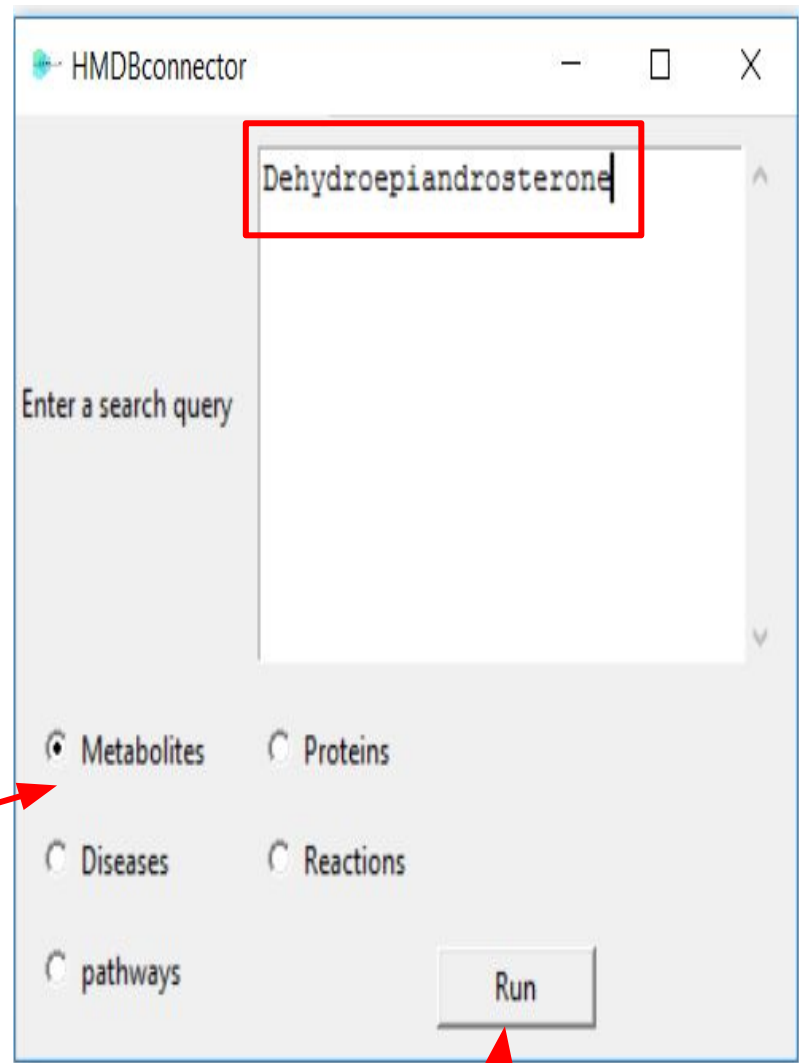 HMDBconnector
Dehydroepiandrosterone
Enter a search query
Metabolites Proteins
Diseases Reactions
pathways Run